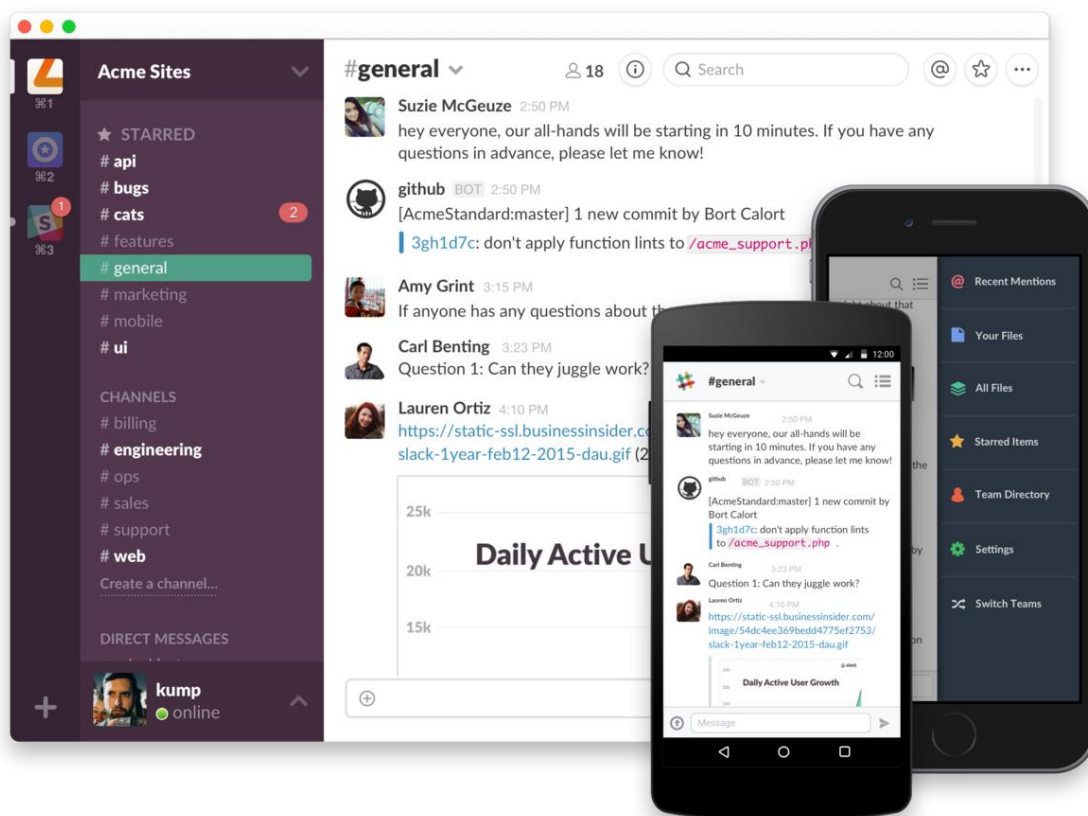 ⌘1
⌘2
1
⌘3
Acme Sites
STARRED
# api
# bugs
# cats 2
# features
# general
# marketing
# mobile
# ui
CHANNELS
# billing
# engineering
# ops
# sales
# support
# web
Create a channel...
DIRECT MESSAGES
kump
online
#general
18
Search
Suzie McGeuze 2:50 PM
hey everyone, our all-hands will be starting in 10 minutes. If you have any
questions in advance, please let me know!
github BOT 2:50 PM
[AcmeStandard:master] 1 new commit by Bort Calort
3gh1d7c: don't apply function lints to /acme_support.p
Amy Grint 3:15 PM
If anyone has any questions about
Carl Benting 3:23 PM
Question 1: Can they juggle work?
Lauren Ortiz 4:10 PM
https://static-ssl.businessinsider.c
slack-1year-feb12-2015-dau.gif (2
25k
Daily Active U
20k
15k
12:00
#general
Suzie McGeuze 2:50 PM
hey everyone, our all-hands will be
starting in 10 minutes. If you have any
questions in advance, please let me know!
github BOT 2:50 PM
[AcmeStandard:master] 1 new commit by
Bort Calort
3gh1d7c: don't apply function lints
to /acme_support.php .
Carl Benting 3:23 PM
Question 1: Can they juggle work?
Lauren Ortiz 4:10 PM
https://static-ssl.businessinsider.com/
image/54dc4ee369bedd4775ef2753/
slack-1year-feb12-2015-dau.gif
Daily Active User Growth
Message
about that
the
by
on
Recent Mentions
Your Files
All Files
Starred Items
Team Directory
Settings
Switch Teams